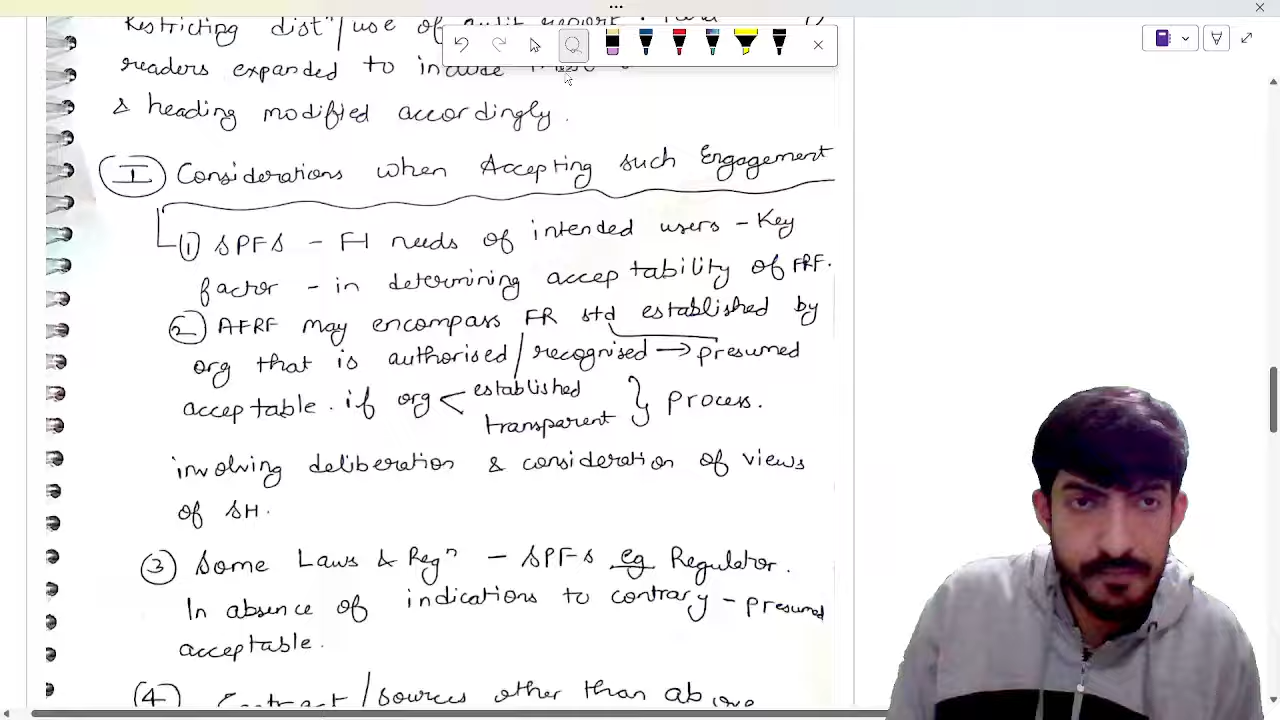 Restricting distⁿ/use of audit report
readers expanded to include
& heading modified accordingly.
I Considerations when Accepting such Engagement
(1) SPFS – FI needs of intended users – Key
factor – in determining acceptability of FRF.
(2) AFRF may encompass FR std established by
org that is authorised/recognised → presumed
acceptable. if org < established
transparent } process.
involving deliberation & consideration of views
of SH.
(3) Some Laws & Regⁿ – SPFS eg Regulator.
In absence of indications to contrary – presumed
acceptable.
(4) Contract/sources other than above